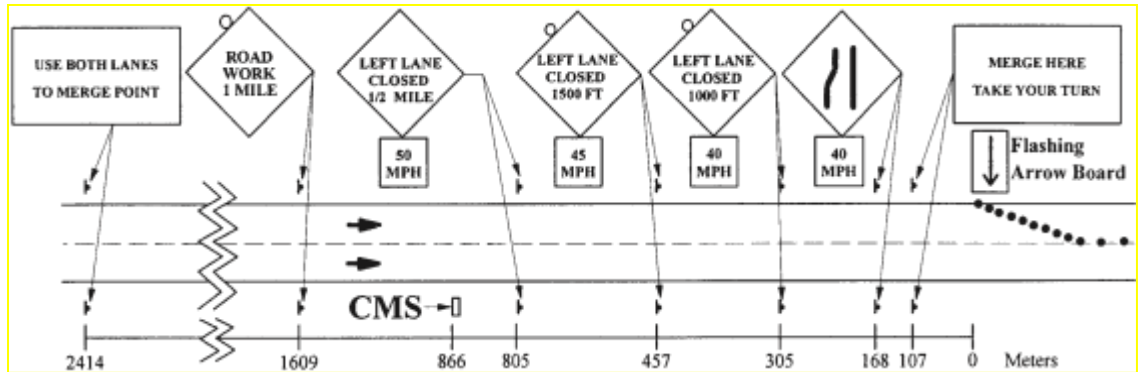 USE BOTH LANES
TO MERGE POINT
ROAD
WORK
1 MILE
LEFT LANE
CLOSED
1/2 MILE
50
MPH
LEFT LANE
CLOSED
1500 FT
45
MPH
LEFT LANE
CLOSED
1000 FT
40
MPH
40
MPH
MERGE HERE
TAKE YOUR TURN
Flashing
Arrow Board
CMS
2414 1609 866 805 457 305 168 107 0 Meters